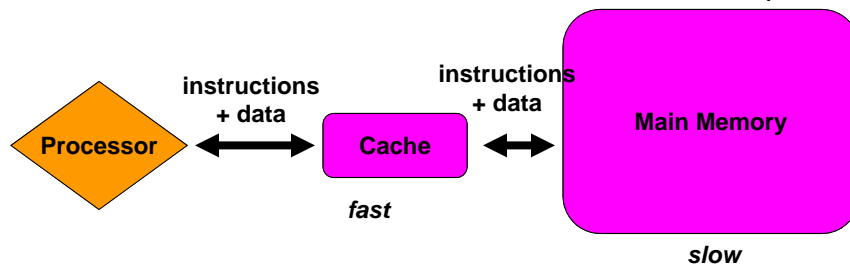 instructions
+ data
instructions
+ data
Processor
Cache
Main Memory
fast
slow